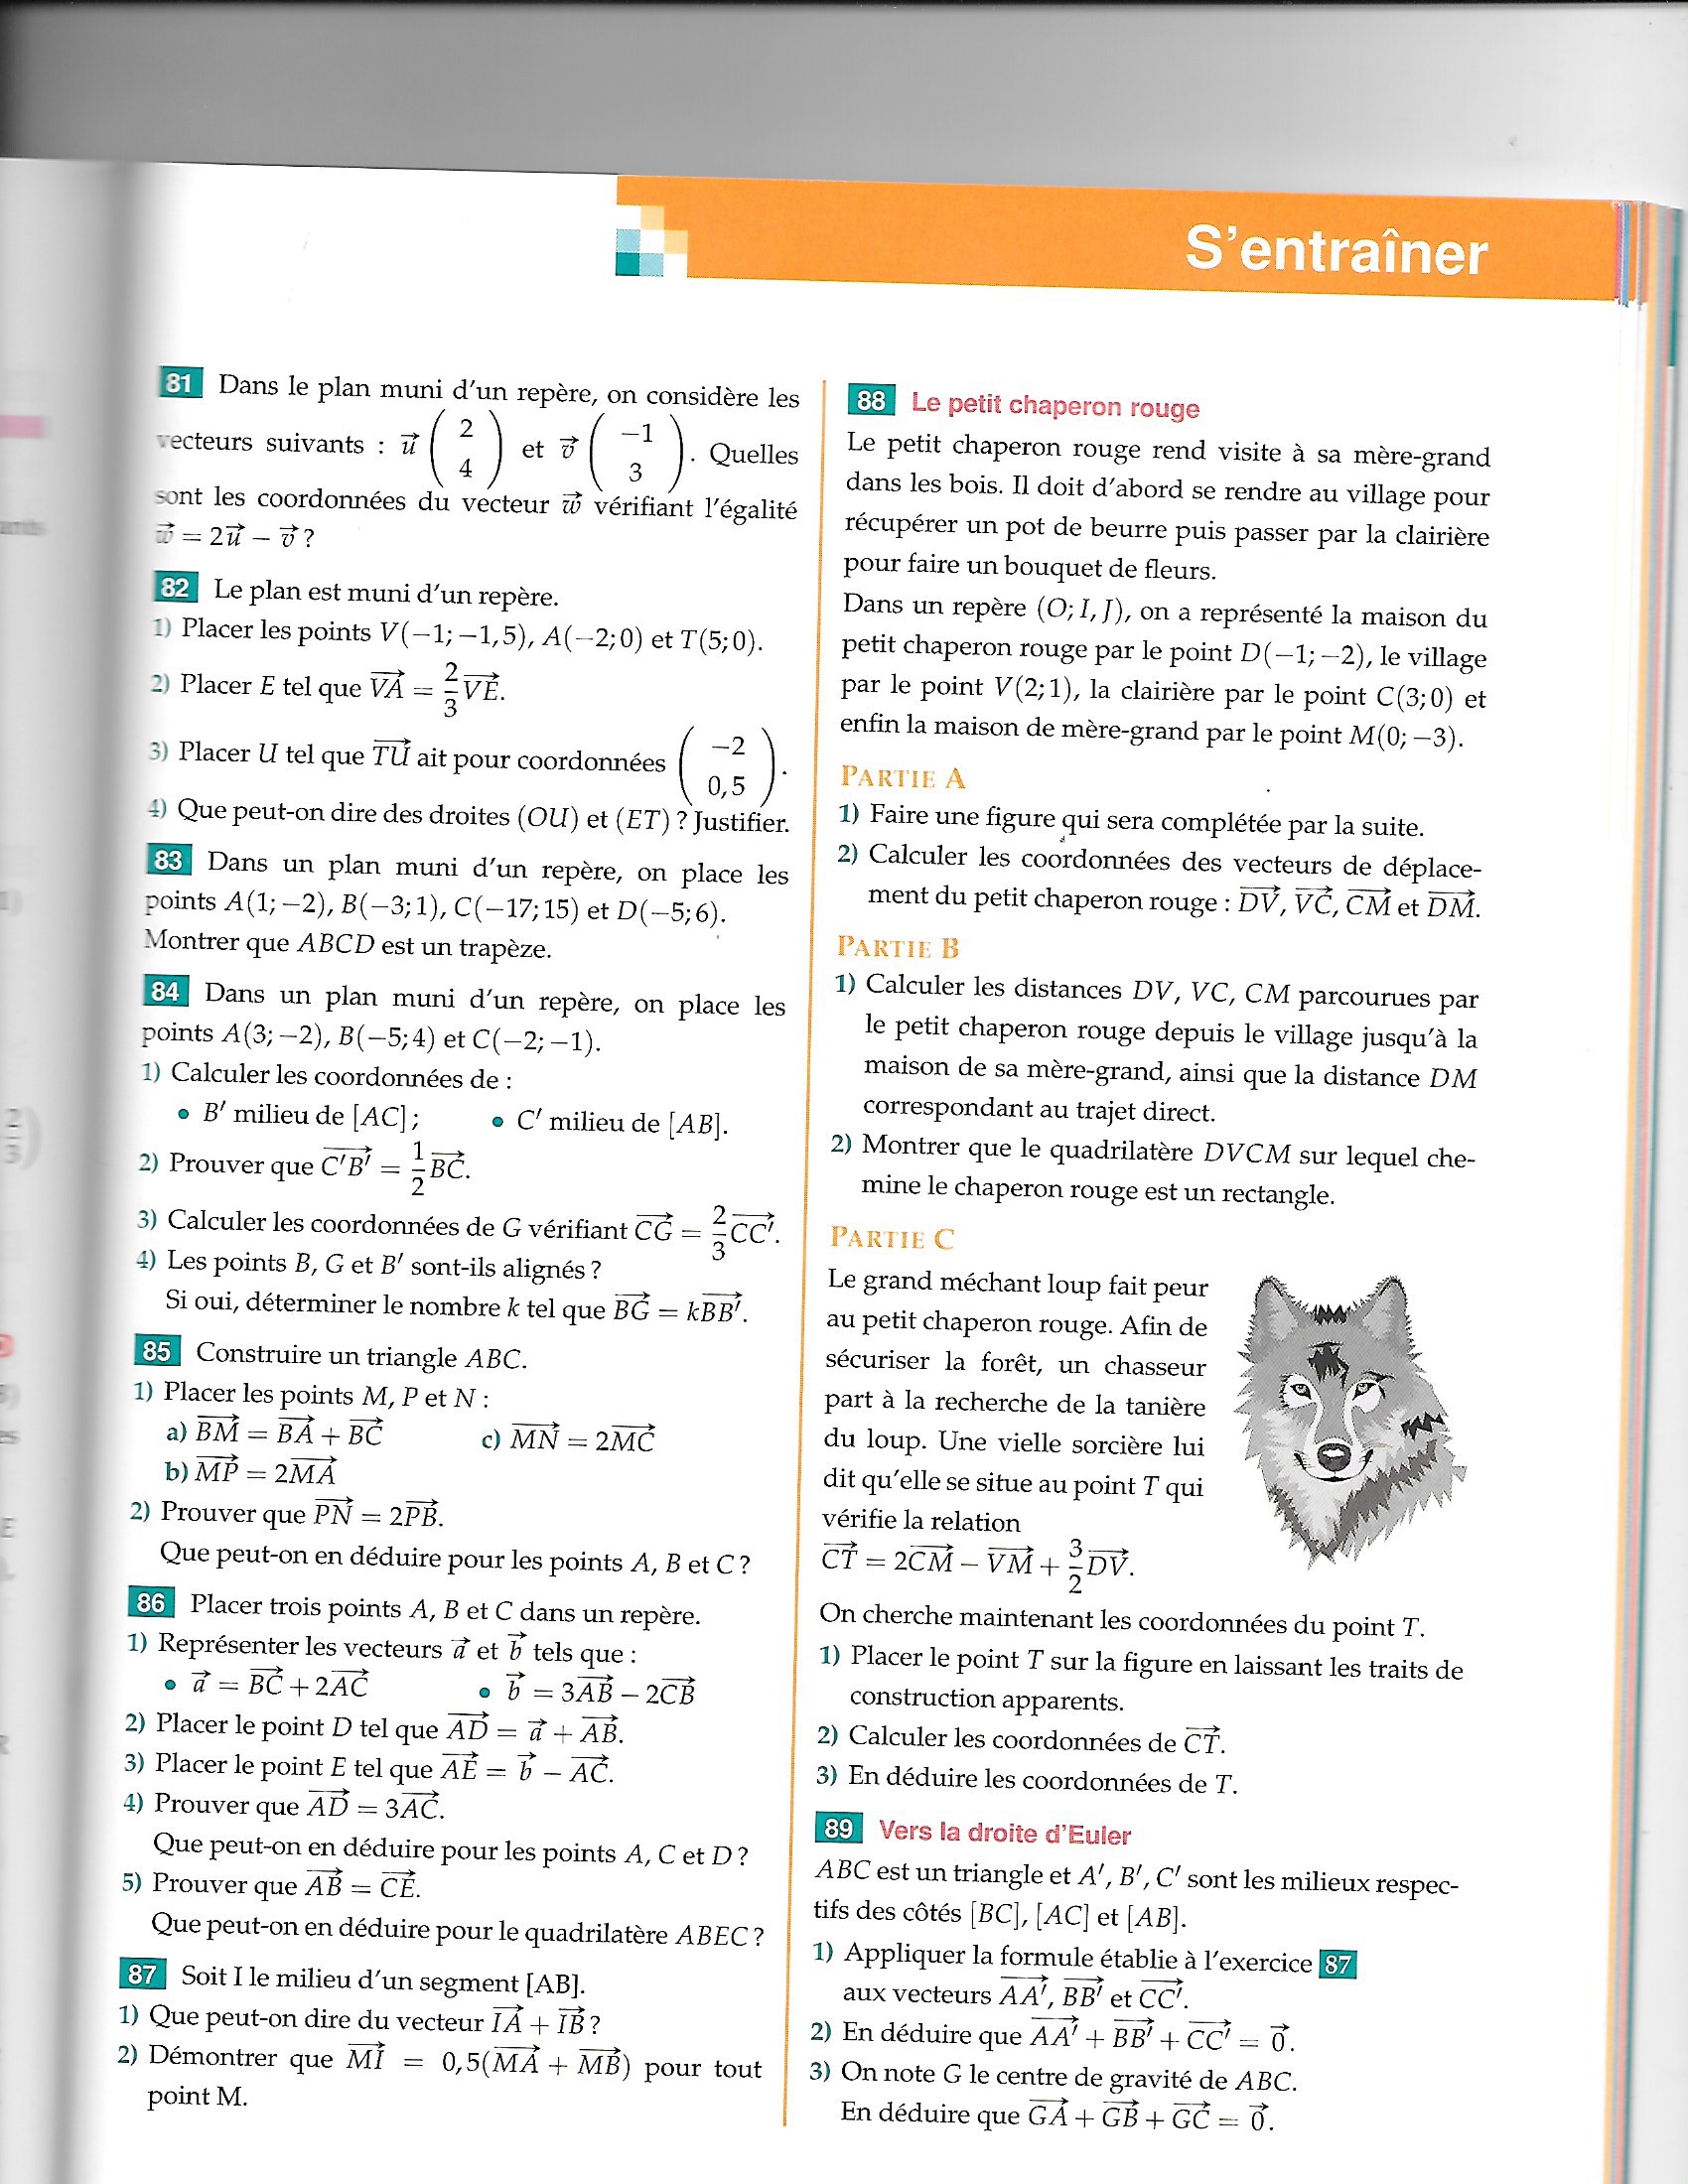 S'entraîner
81 Dans le plan muni d'un repère, on considère les
vecteurs suivants : u⃗ ( 2 4 ) et v⃗ ( −1 3 ). Quelles
sont les coordonnées du vecteur w⃗ vérifiant l'égalité
w⃗ = 2u⃗ − v⃗ ?
82 Le plan est muni d'un repère.
1) Placer les points V(−1; −1,5), A(−2;0) et T(5;0).
2) Placer E tel que VA⃗ = 2/3 VE⃗.
3) Placer U tel que TU⃗ ait pour coordonnées ( −2 0,5 ).
4) Que peut-on dire des droites (OU) et (ET) ? Justifier.
83 Dans un plan muni d'un repère, on place les
points A(1; −2), B(−3;1), C(−17;15) et D(−5;6).
Montrer que ABCD est un trapèze.
84 Dans un plan muni d'un repère, on place les
points A(3; −2), B(−5;4) et C(−2; −1).
1) Calculer les coordonnées de :
• B′ milieu de [AC] ; • C′ milieu de [AB].
2) Prouver que C′B′⃗ = 1/2 BC⃗.
3) Calculer les coordonnées de G vérifiant CG⃗ = 2/3 CC′⃗.
4) Les points B, G et B′ sont-ils alignés ?
Si oui, déterminer le nombre k tel que BG⃗ = kBB′⃗.
85 Construire un triangle ABC.
1) Placer les points M, P et N :
a) BM⃗ = BA⃗ + BC⃗ c) MN⃗ = 2MC⃗
b) MP⃗ = 2MA⃗
2) Prouver que PN⃗ = 2PB⃗.
Que peut-on en déduire pour les points A, B et C ?
86 Placer trois points A, B et C dans un repère.
1) Représenter les vecteurs a⃗ et b⃗ tels que :
• a⃗ = BC⃗ + 2AC⃗ • b⃗ = 3AB⃗ − 2CB⃗
2) Placer le point D tel que AD⃗ = a⃗ + AB⃗.
3) Placer le point E tel que AE⃗ = b⃗ − AC⃗.
4) Prouver que AD⃗ = 3AC⃗.
Que peut-on en déduire pour les points A, C et D ?
5) Prouver que AB⃗ = CE⃗.
Que peut-on en déduire pour le quadrilatère ABEC ?
87 Soit I le milieu d'un segment [AB].
1) Que peut-on dire du vecteur IA⃗ + IB⃗ ?
2) Démontrer que MI⃗ = 0,5(MA⃗ + MB⃗) pour tout
point M.
88 Le petit chaperon rouge
Le petit chaperon rouge rend visite à sa mère-grand
dans les bois. Il doit d'abord se rendre au village pour
récupérer un pot de beurre puis passer par la clairière
pour faire un bouquet de fleurs.
Dans un repère (O; I, J), on a représenté la maison du
petit chaperon rouge par le point D(−1; −2), le village
par le point V(2;1), la clairière par le point C(3;0) et
enfin la maison de mère-grand par le point M(0; −3).
PARTIE A
1) Faire une figure qui sera complétée par la suite.
2) Calculer les coordonnées des vecteurs de déplace-
ment du petit chaperon rouge : DV⃗, VC⃗, CM⃗ et DM⃗.
PARTIE B
1) Calculer les distances DV, VC, CM parcourues par
le petit chaperon rouge depuis le village jusqu'à la
maison de sa mère-grand, ainsi que la distance DM
correspondant au trajet direct.
2) Montrer que le quadrilatère DVCM sur lequel che-
mine le chaperon rouge est un rectangle.
PARTIE C
Le grand méchant loup fait peur
au petit chaperon rouge. Afin de
sécuriser la forêt, un chasseur
part à la recherche de la tanière
du loup. Une vielle sorcière lui
dit qu'elle se situe au point T qui
vérifie la relation
CT⃗ = 2CM⃗ − VM⃗ + 3/2 DV⃗.
On cherche maintenant les coordonnées du point T.
1) Placer le point T sur la figure en laissant les traits de
construction apparents.
2) Calculer les coordonnées de CT⃗.
3) En déduire les coordonnées de T.
89 Vers la droite d'Euler
ABC est un triangle et A′, B′, C′ sont les milieux respec-
tifs des côtés [BC], [AC] et [AB].
1) Appliquer la formule établie à l'exercice 87
aux vecteurs AA′⃗, BB′⃗ et CC′⃗.
2) En déduire que AA′⃗ + BB′⃗ + CC′⃗ = 0⃗.
3) On note G le centre de gravité de ABC.
En déduire que GA⃗ + GB⃗ + GC⃗ = 0⃗.